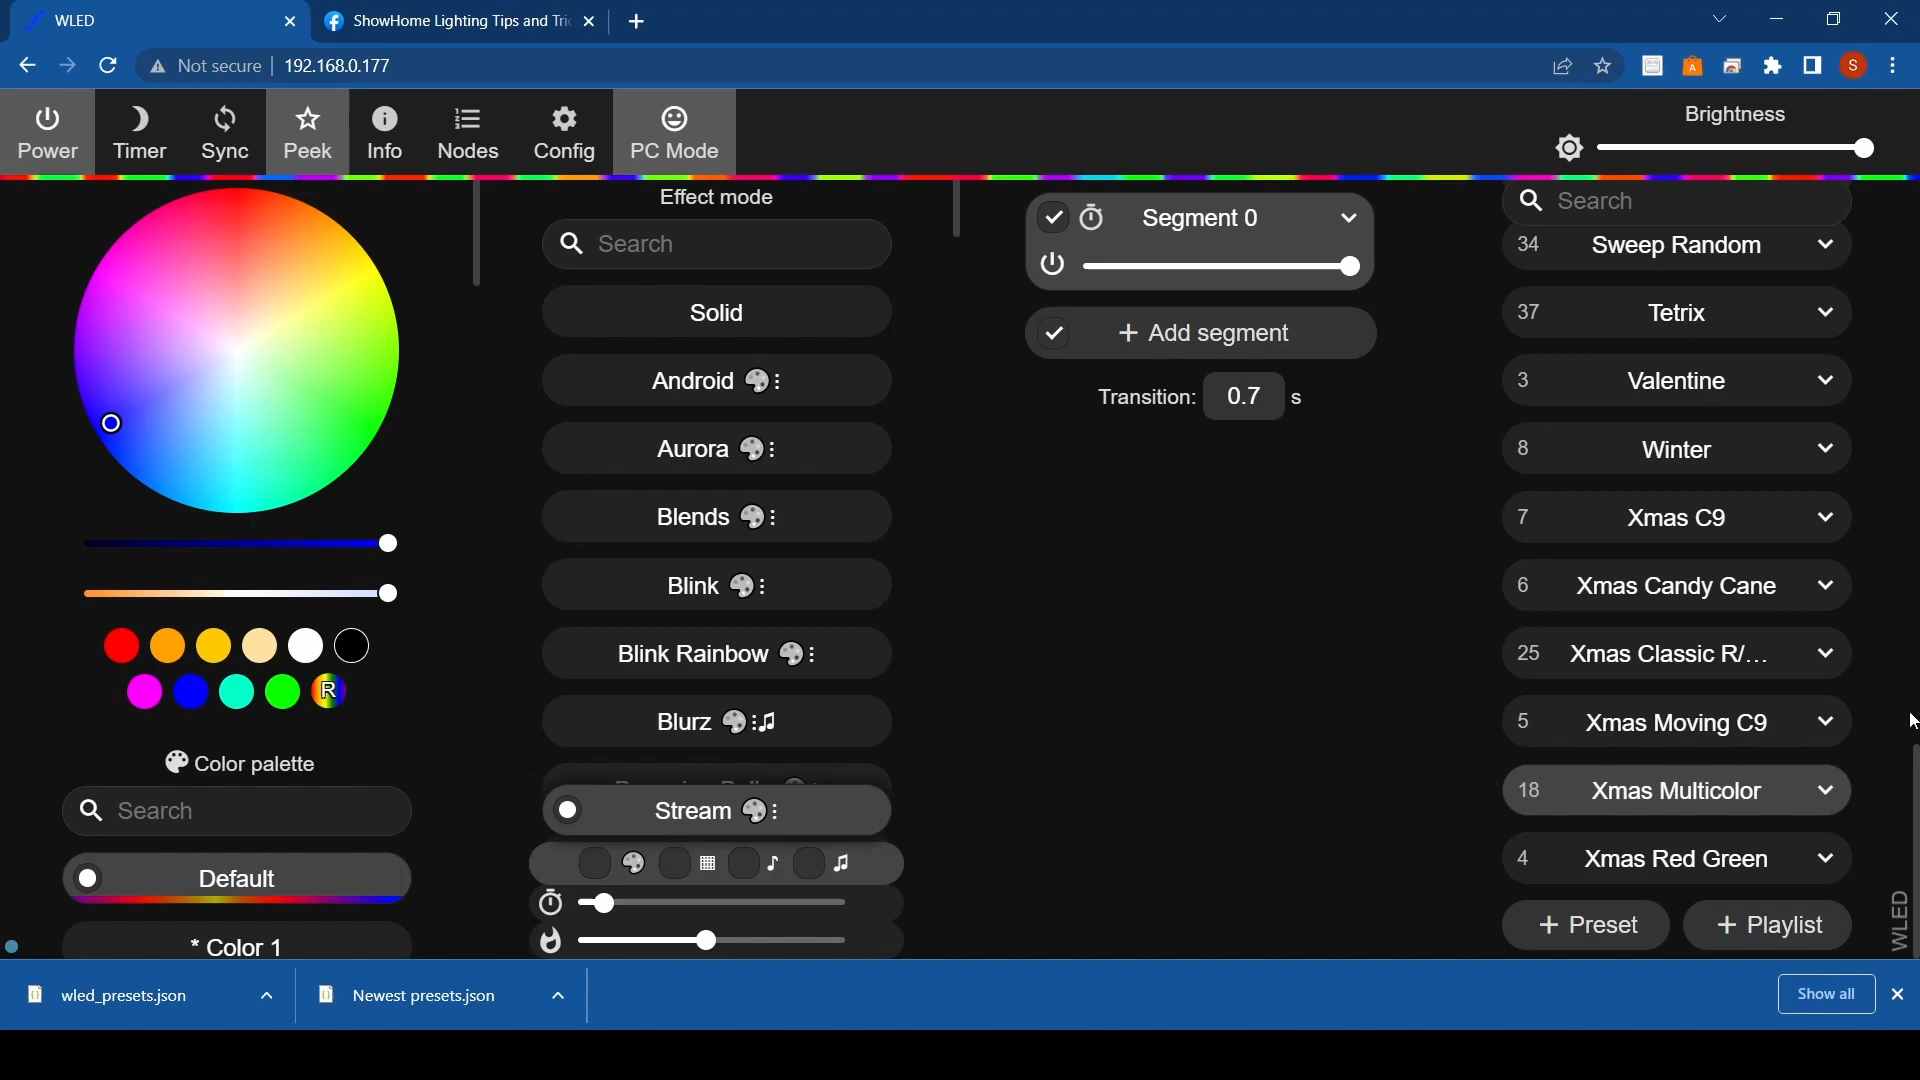 WLED
ShowHome Lighting Tips and Tri
Not secure
192.168.0.177
S
Power
Timer
Sync
Peek
Info
Nodes
Config
PC Mode
Brightness
R
Color palette
Search
Default
* Color 1
Effect mode
Search
Solid
Android
Aurora
Blends
Blink
Blink Rainbow
Blurz
Stream
Segment 0
+ Add segment
Transition: 0.7 s
Search
34 Sweep Random
37 Tetrix
3 Valentine
8 Winter
7 Xmas C9
6 Xmas Candy Cane
25 Xmas Classic R/...
5 Xmas Moving C9
18 Xmas Multicolor
4 Xmas Red Green
+ Preset
+ Playlist
WLED
wled_presets.json
Newest presets.json
Show all